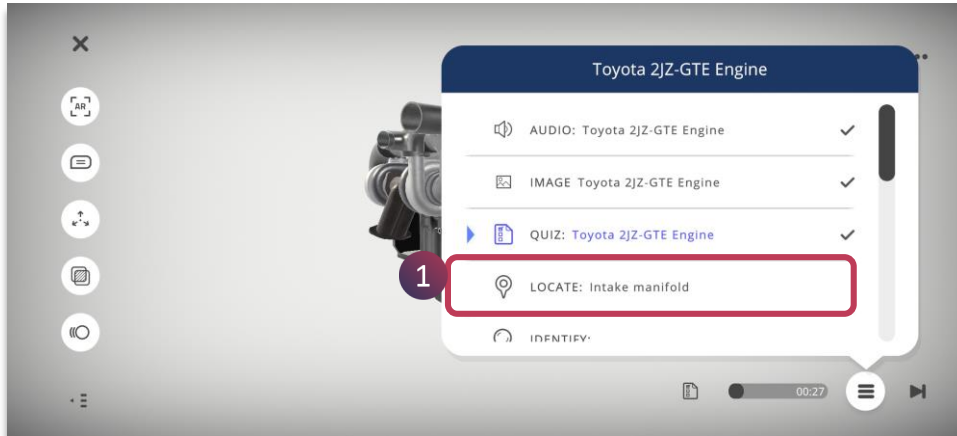 Toyota 2JZ-GTE Engine
AR
AUDIO: Toyota 2JZ-GTE Engine
IMAGE Toyota 2JZ-GTE Engine
QUIZ: Toyota 2JZ-GTE Engine
1
LOCATE: Intake manifold
IDENTIFY:
00:27